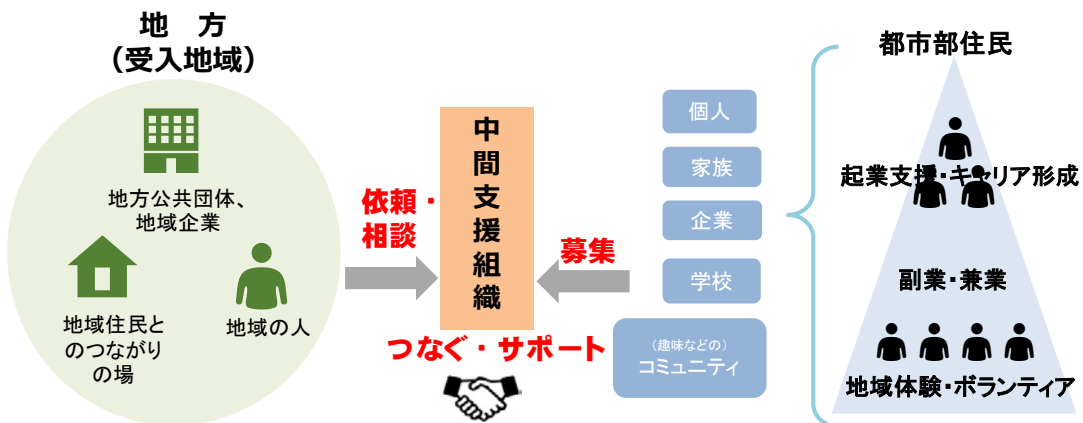 地　方
（受入地域）
地方公共団体、
地域企業
地域住民と
のつながり
の場
地域の人
依頼・
相談
中間支援組織
募集
つなぐ・サポート
個人
家族
企業
学校
（趣味などの）
コミュニティ
都市部住民
起業支援・キャリア形成
副業・兼業
地域体験・ボランティア